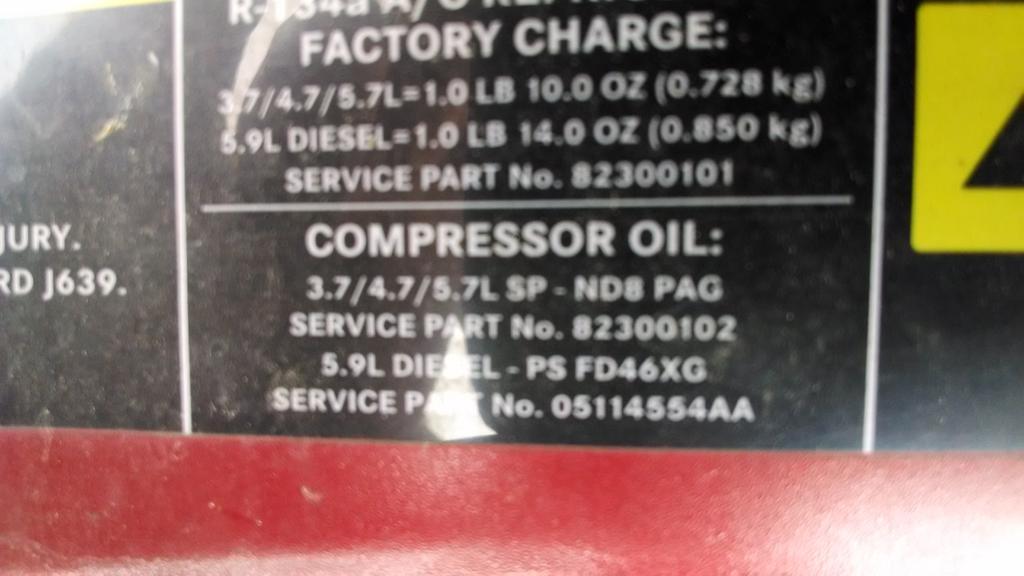 R-134a A/C
FACTORY CHARGE:
3.7/4.7/5.7L=1.0 LB 10.0 OZ (0.728 kg)
5.9L DIESEL=1.0 LB 14.0 OZ (0.850 kg)
SERVICE PART No. 82300101
JURY.
RD J639.
COMPRESSOR OIL:
3.7/4.7/5.7L SP - ND8 PAG
SERVICE PART No. 82300102
5.9L DIESEL - PS FD46XG
SERVICE PART No. 05114554AA